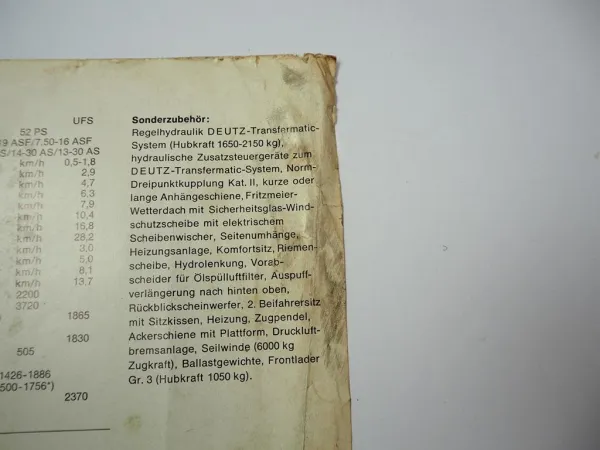 UFS
52 PS
19 ASF/7.50-16 ASF
S/14-30 AS/13-30 AS
km/h 0,5-1,8
km/h 2,9
km/h 4,7
km/h 6,3
km/h 7,9
km/h 10,4
km/h 16,8
km/h 28,2
km/h 3,0
km/h 5,0
km/h 8,1
km/h 13,7
2200
3720
1865
1830
505
1426-1886
500-1756*)
2370
Sonderzubehör:
Regelhydraulik DEUTZ-Transfermatic-
System (Hubkraft 1650-2150 kg),
hydraulische Zusatzsteuergeräte zum
DEUTZ-Transfermatic-System, Norm-
Dreipunktkupplung Kat. II, kurze oder
lange Anhängeschiene, Fritzmeier-
Wetterdach mit Sicherheitsglas-Wind-
schutzscheibe mit elektrischem
Scheibenwischer, Seitenumhänge,
Heizungsanlage, Komfortsitz, Riemen-
scheibe, Hydrolenkung, Vorab-
scheider für Ölspülluftfilter, Auspuff-
verlängerung nach hinten oben,
Rückblickscheinwerfer, 2. Beifahrersitz
mit Sitzkissen, Heizung, Zugpendel,
Ackerschiene mit Plattform, Druckluft-
bremsanlage, Seilwinde (6000 kg
Zugkraft), Ballastgewichte, Frontlader
Gr. 3 (Hubkraft 1050 kg).